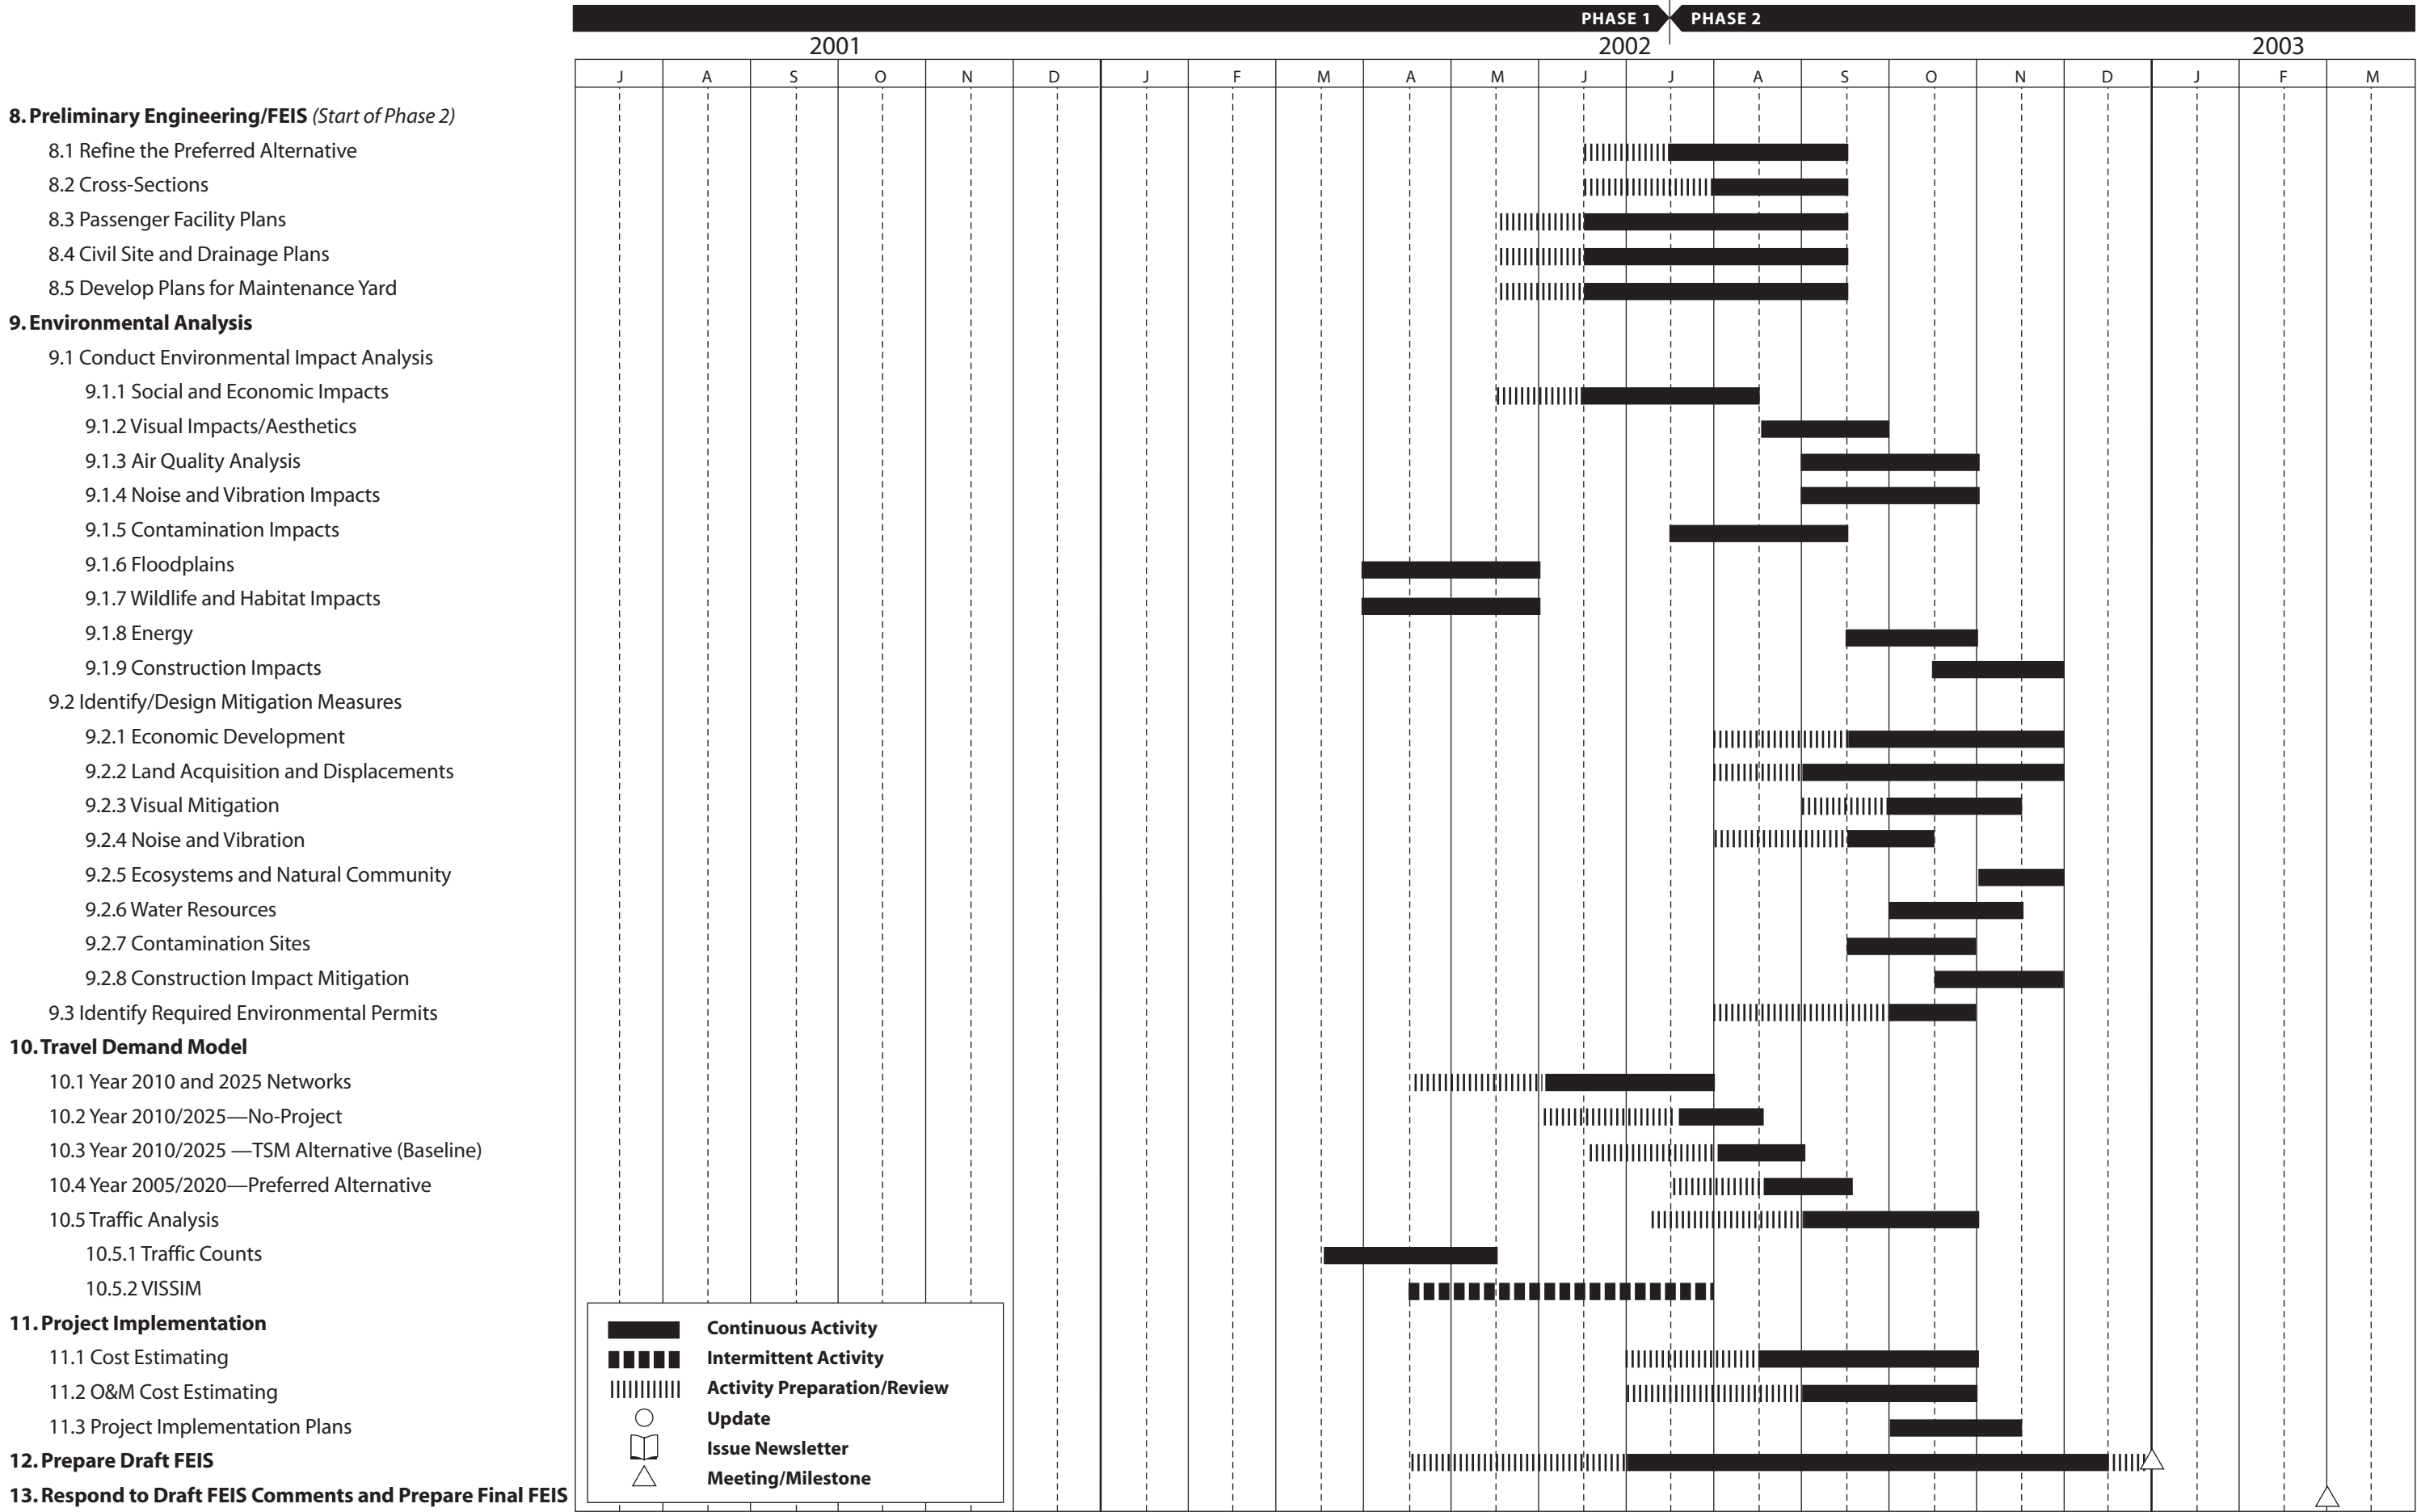 PHASE 1 PHASE 2
2001 2002 2003
J A S O N D J F M A M J J A S O N D J F M
8. Preliminary Engineering/FEIS (Start of Phase 2)
8.1 Refine the Preferred Alternative
8.2 Cross-Sections
8.3 Passenger Facility Plans
8.4 Civil Site and Drainage Plans
8.5 Develop Plans for Maintenance Yard
9. Environmental Analysis
9.1 Conduct Environmental Impact Analysis
9.1.1 Social and Economic Impacts
9.1.2 Visual Impacts/Aesthetics
9.1.3 Air Quality Analysis
9.1.4 Noise and Vibration Impacts
9.1.5 Contamination Impacts
9.1.6 Floodplains
9.1.7 Wildlife and Habitat Impacts
9.1.8 Energy
9.1.9 Construction Impacts
9.2 Identify/Design Mitigation Measures
9.2.1 Economic Development
9.2.2 Land Acquisition and Displacements
9.2.3 Visual Mitigation
9.2.4 Noise and Vibration
9.2.5 Ecosystems and Natural Community
9.2.6 Water Resources
9.2.7 Contamination Sites
9.2.8 Construction Impact Mitigation
9.3 Identify Required Environmental Permits
10. Travel Demand Model
10.1 Year 2010 and 2025 Networks
10.2 Year 2010/2025—No-Project
10.3 Year 2010/2025 —TSM Alternative (Baseline)
10.4 Year 2005/2020—Preferred Alternative
10.5 Traffic Analysis
10.5.1 Traffic Counts
10.5.2 VISSIM
11. Project Implementation
11.1 Cost Estimating
11.2 O&M Cost Estimating
11.3 Project Implementation Plans
12. Prepare Draft FEIS
13. Respond to Draft FEIS Comments and Prepare Final FEIS
Continuous Activity
Intermittent Activity
Activity Preparation/Review
Update
Issue Newsletter
Meeting/Milestone